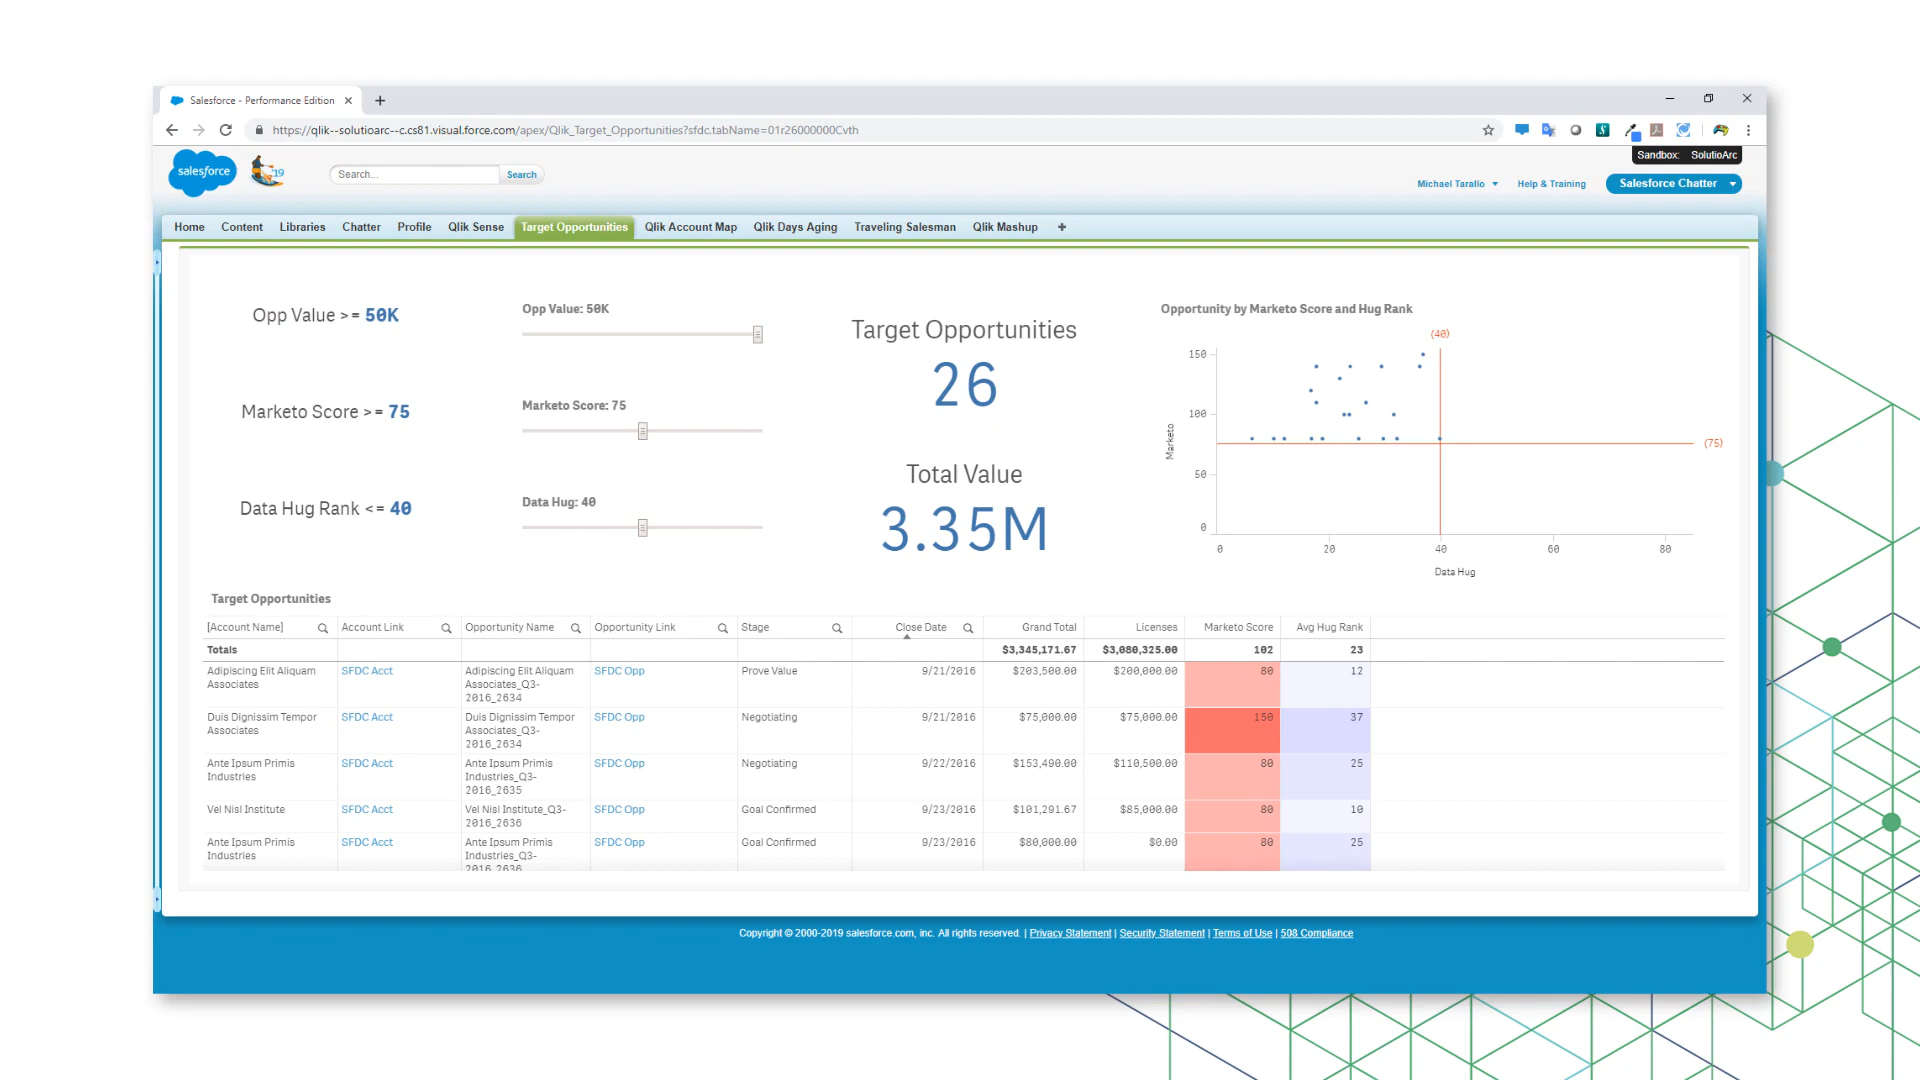 Salesforce - Performance Edition
https://qlik--solutioarc--c.cs81.visual.force.com/apex/Qlik_Target_Opportunities?sfdc.tabName=01r26000000Cvth
Sandbox: SolutioArc
salesforce
'19
Search...
Search
Michael Tarallo
Help & Training
Salesforce Chatter
Home Content Libraries Chatter Profile Qlik Sense Target Opportunities Qlik Account Map Qlik Days Aging Traveling Salesman Qlik Mashup +
Opp Value >= 50K
Marketo Score >= 75
Data Hug Rank <= 40
Opp Value: 50K
Marketo Score: 75
Data Hug: 40
Target Opportunities
26
Total Value
3.35M
Opportunity by Marketo Score and Hug Rank
(40)
150
100
50
0
Marketo
(75)
0 20 40 60 80
Data Hug
Target Opportunities
[Account Name] Account Link Opportunity Name Opportunity Link Stage Close Date Grand Total Licenses Marketo Score Avg Hug Rank
Totals $3,345,171.67 $3,080,325.00 102 23
Adipiscing Elit Aliquam SFDC Acct Adipiscing Elit Aliquam SFDC Opp Prove Value 9/21/2016 $203,500.00 $200,000.00 80 12
Associates Associates_Q3-
2016_2634
Duis Dignissim Tempor SFDC Acct Duis Dignissim Tempor SFDC Opp Negotiating 9/21/2016 $75,000.00 $75,000.00 150 37
Associates Associates_Q3-
2016_2634
Ante Ipsum Primis SFDC Acct Ante Ipsum Primis SFDC Opp Negotiating 9/22/2016 $153,490.00 $110,500.00 80 25
Industries Industries_Q3-
2016_2635
Vel Nisl Institute SFDC Acct Vel Nisl Institute_Q3- SFDC Opp Goal Confirmed 9/23/2016 $101,291.67 $85,000.00 80 10
2016_2636
Ante Ipsum Primis SFDC Acct Ante Ipsum Primis SFDC Opp Goal Confirmed 9/23/2016 $80,000.00 $0.00 80 25
Industries Industries_Q3-
2016_2636
Copyright © 2000-2019 salesforce.com, inc. All rights reserved. | Privacy Statement | Security Statement | Terms of Use | 508 Compliance